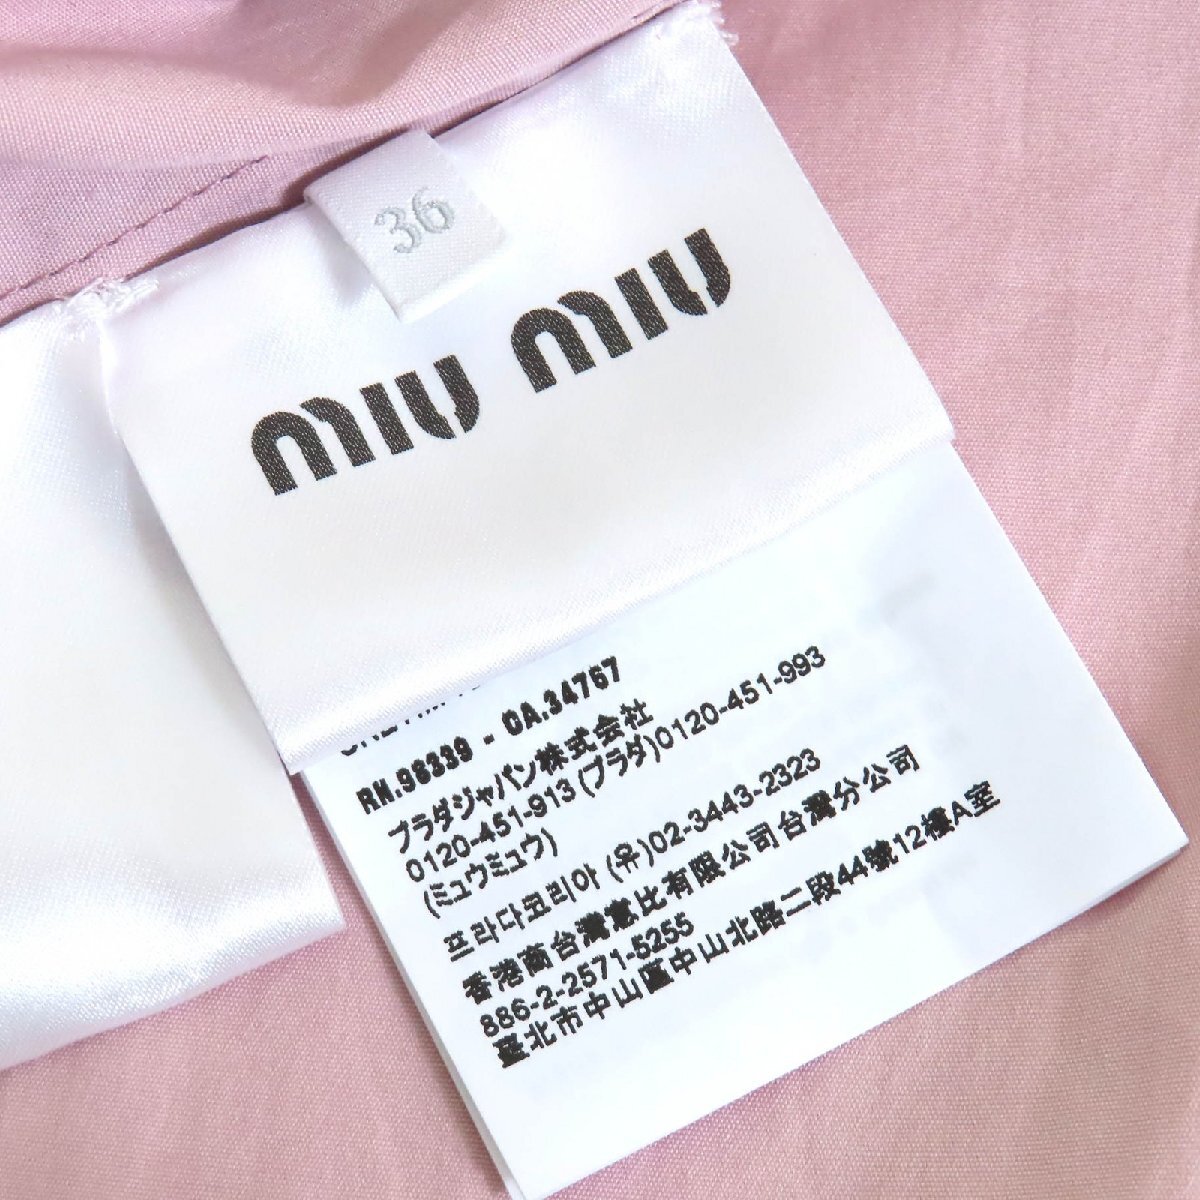 36
miu miu
RN.98339 - CA.34767
プラダジャパン株式会社
0120-451-913 (プラダ)0120-451-993
(ミュウミュウ)
프라다코리아 (유)02-3443-2323
香港商台灣惠比有限公司台灣分公司
886-2-2571-5255
臺北市中山區中山北路二段44號12樓A室